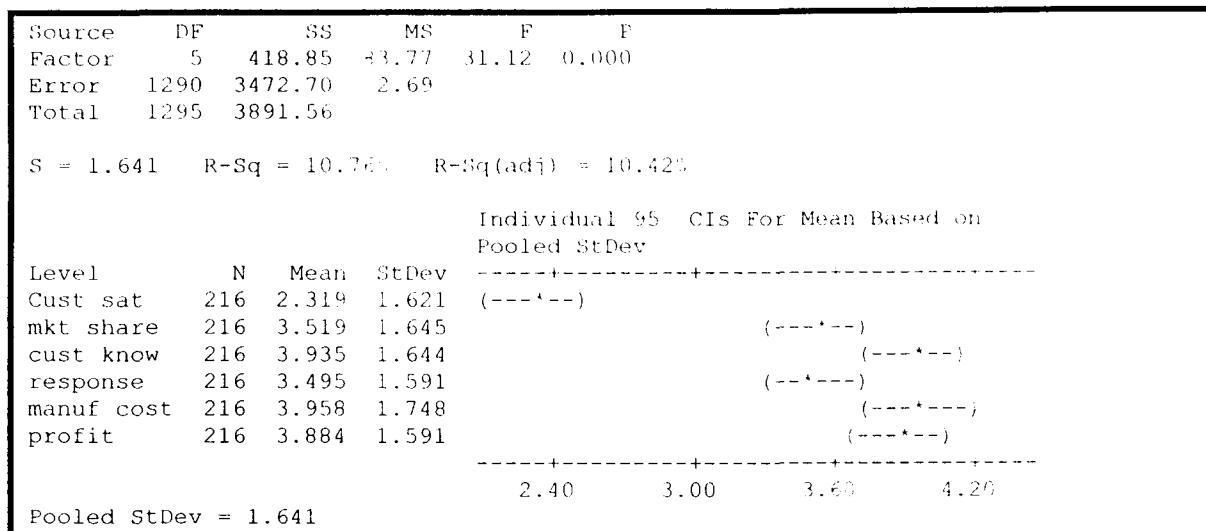 Source DF SS MS F P
Factor 5 418.85 83.77 31.12 0.000
Error 1290 3472.70 2.69
Total 1295 3891.56
S = 1.641 R-Sq = 10.76% R-Sq(adj) = 10.42%
Individual 95 CIs For Mean Based on
Pooled StDev
Level N Mean StDev -----+---------+---------+---------+----
Cust sat 216 2.319 1.621 (---*--)
mkt share 216 3.519 1.645 (---*--)
cust know 216 3.935 1.644 (---*--)
response 216 3.495 1.591 (--*---)
manuf cost 216 3.958 1.748 (---*---)
profit 216 3.884 1.591 (---*--)
-----+---------+---------+---------+----
2.40 3.00 3.60 4.20
Pooled StDev = 1.641